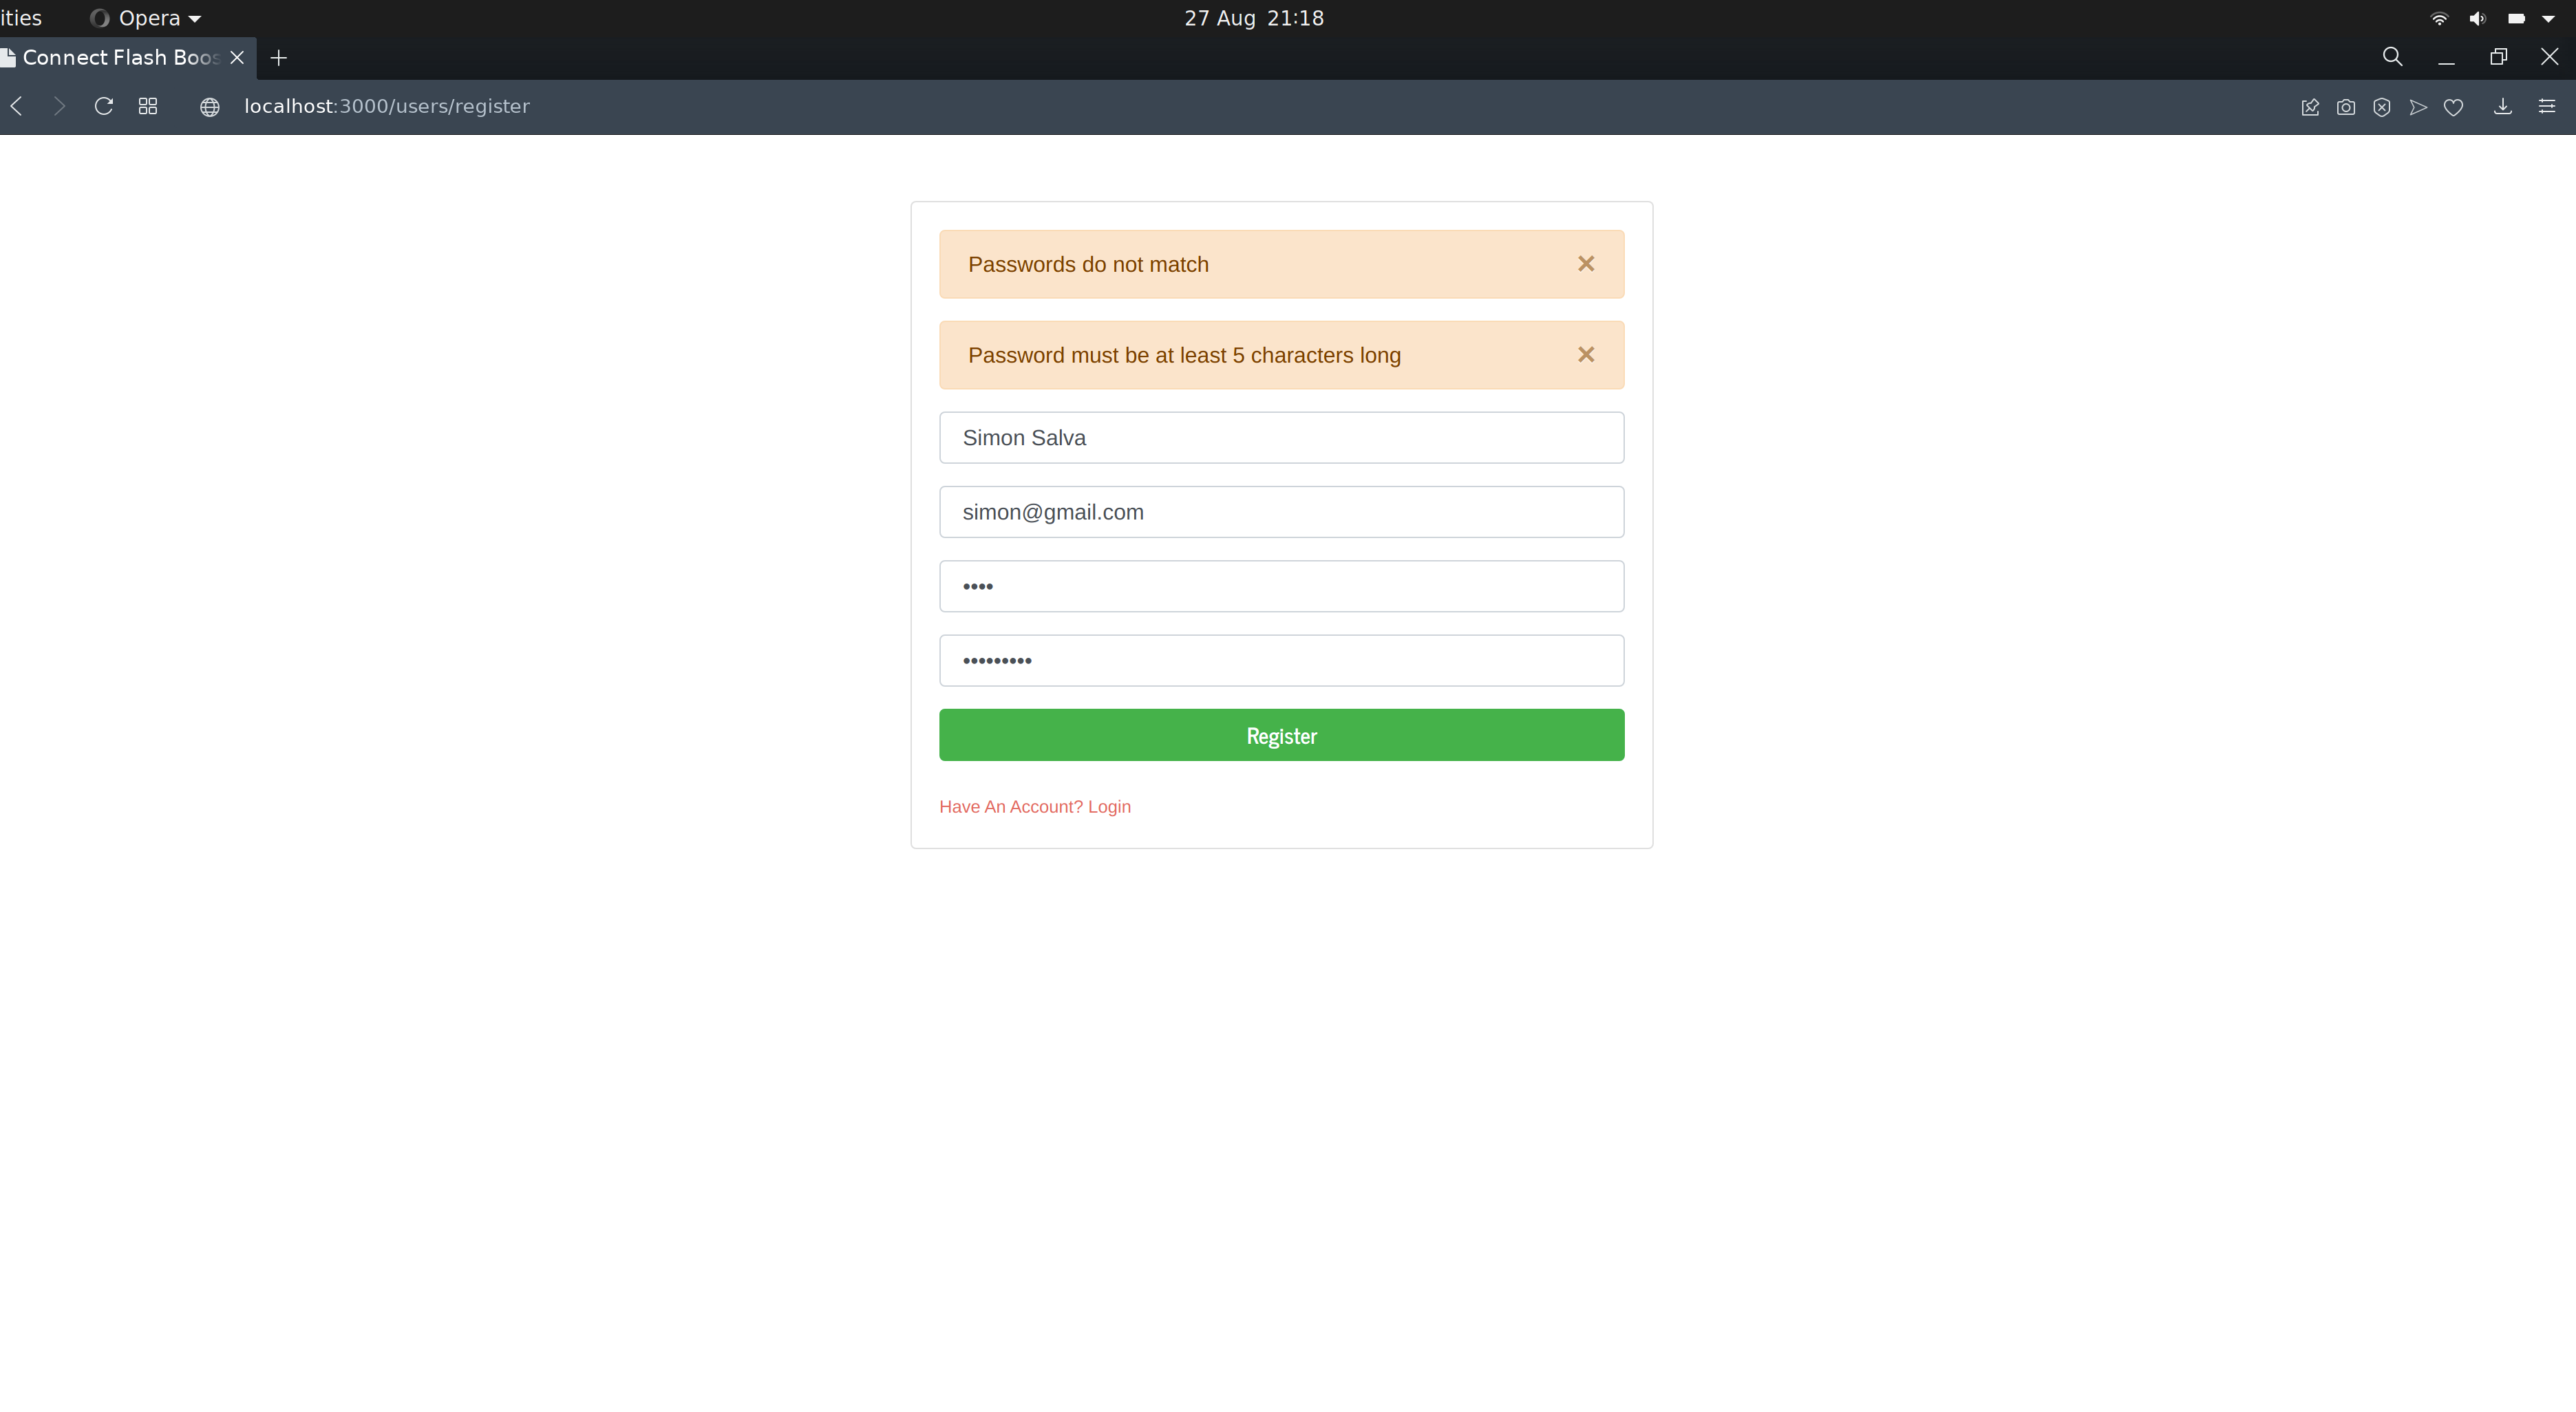 ities Opera 27 Aug 21:18
Connect Flash Boos
localhost:3000/users/register
Passwords do not match
Password must be at least 5 characters long
Simon Salva
simon@gmail.com
••••
•••••••••
Register
Have An Account? Login